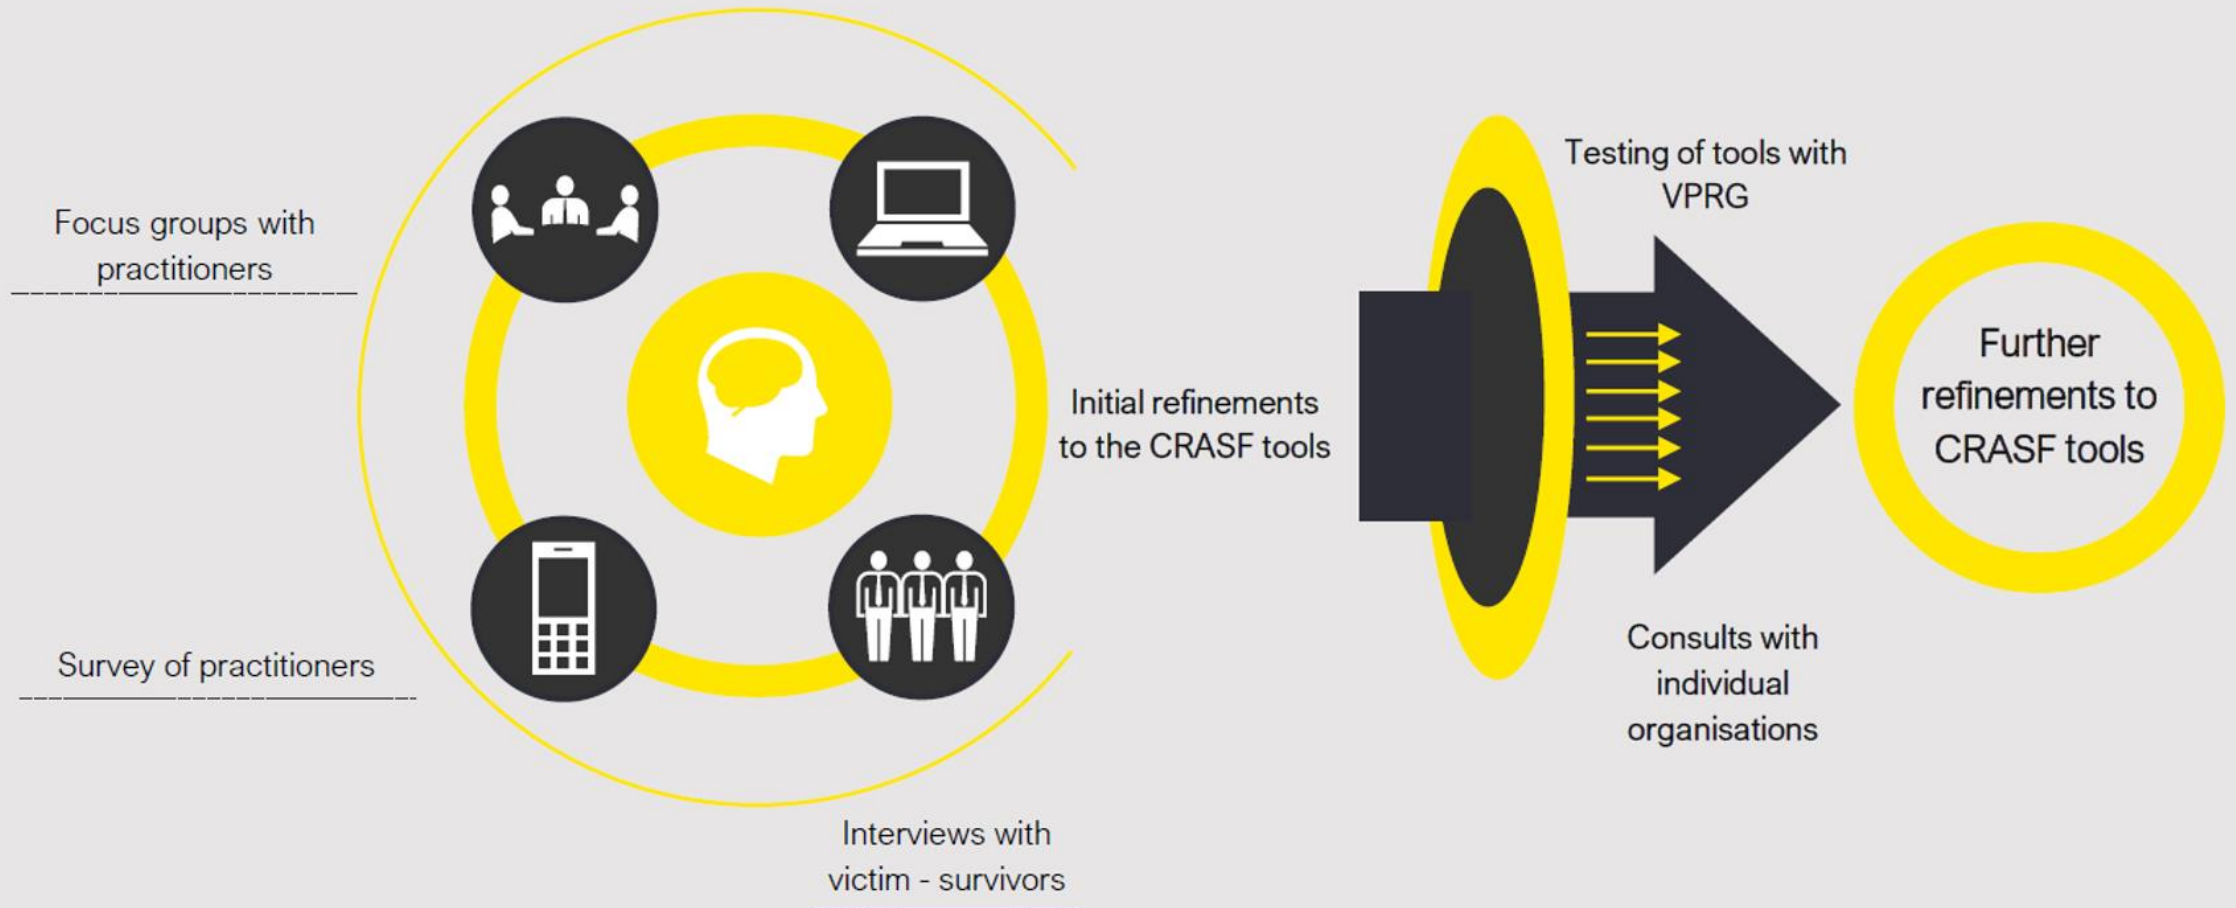 Focus groups with
practitioners
Survey of practitioners
Interviews with
victim - survivors
Initial refinements
to the CRASF tools
Testing of tools with
VPRG
Consults with
individual
organisations
Further
refinements to
CRASF tools